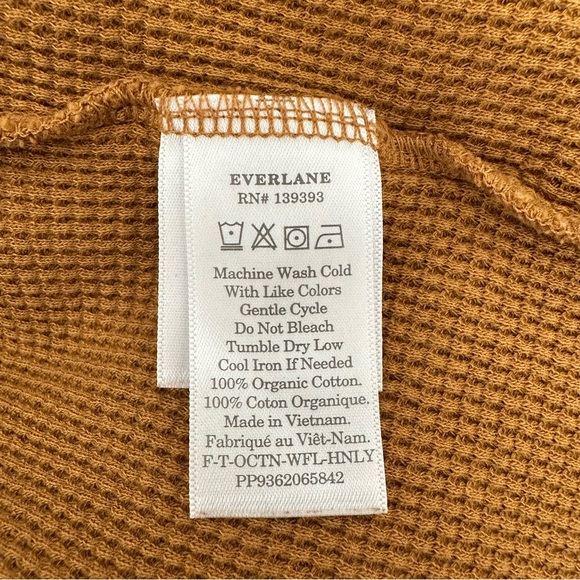 EVERLANE
RN# 139393
Machine Wash Cold
With Like Colors
Gentle Cycle
Do Not Bleach
Tumble Dry Low
Cool Iron If Needed
100% Organic Cotton.
100% Coton Organique.
Made in Vietnam.
Fabriqué au Viêt-Nam.
F-T-OCTN-WFL-HNLY
PP9362065842